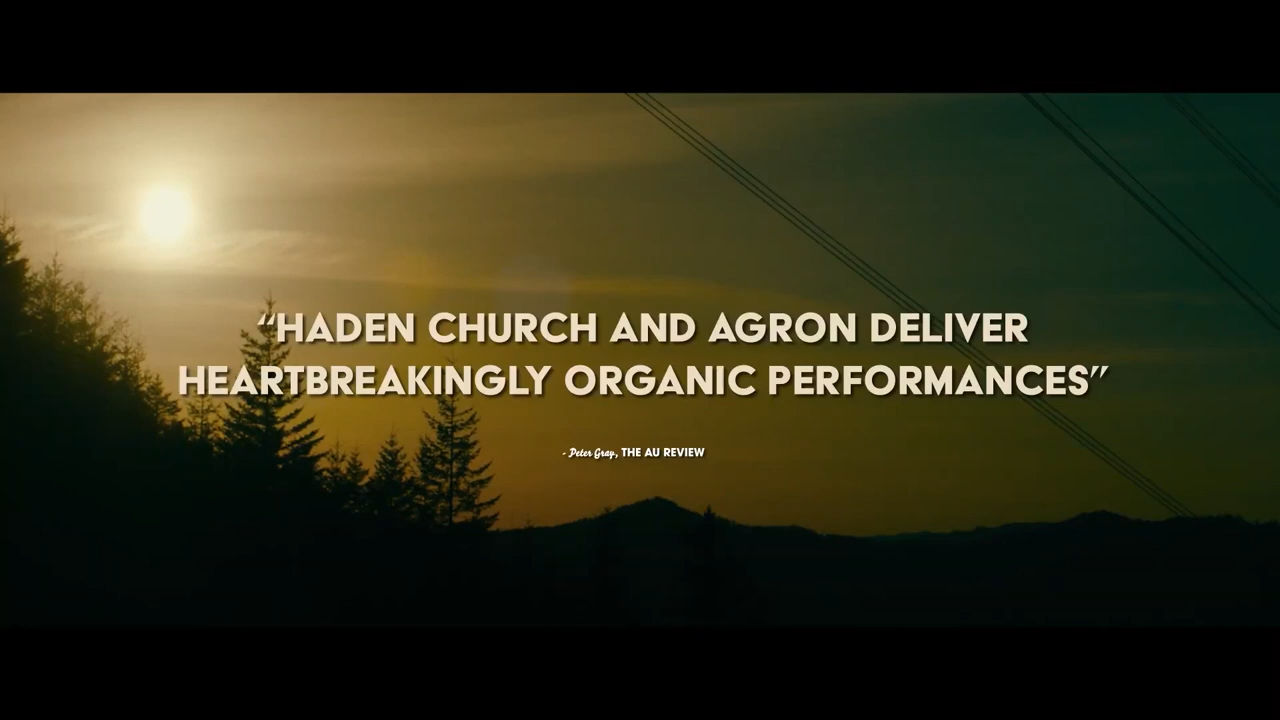 “HADEN CHURCH AND AGRON DELIVER
HEARTBREAKINGLY ORGANIC PERFORMANCES”
- Peter Gray, THE AU REVIEW